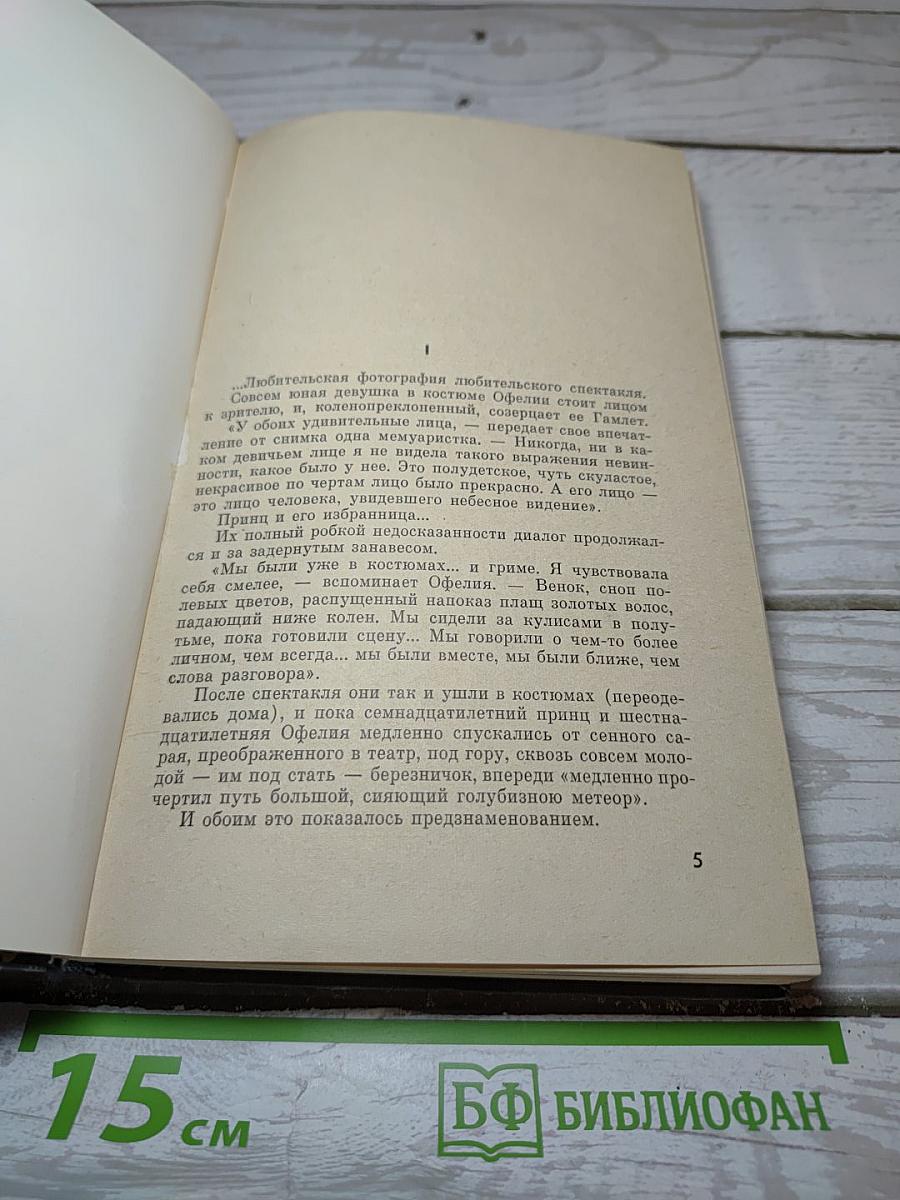 I
...Любительская фотография любительского спектакля.
Совсем юная девушка в костюме Офелии стоит лицом
к зрителю, и, коленопреклоненный, созерцает ее Гамлет.
«У обоих удивительные лица, — передает свое впечат-
ление от снимка одна мемуаристка. — Никогда, ни в ка-
ком девичьем лице я не видела такого выражения невин-
ности, какое было у нее. Это полудетское, чуть скуластое,
некрасивое по чертам лицо было прекрасно. А его лицо —
это лицо человека, увидевшего небесное видение».
Принц и его избранница...
Их полный робкой недосказанности диалог продолжал-
ся и за задернутым занавесом.
«Мы были уже в костюмах... и гриме. Я чувствовала
себя смелее, — вспоминает Офелия. — Венок, сноп по-
левых цветов, распущенный напоказ плащ золотых волос,
падающий ниже колен. Мы сидели за кулисами в полу-
тьме, пока готовили сцену... Мы говорили о чем-то более
личном, чем всегда... мы были вместе, мы были ближе, чем
слова разговора».
После спектакля они так и ушли в костюмах (переоде-
вались дома), и пока семнадцатилетний принц и шестна-
дцатилетняя Офелия медленно спускались от сенного са-
рая, преображенного в театр, под гору, сквозь совсем моло-
дой — им под стать — березничок, впереди «медленно про-
чертил путь большой, сияющий голубизною метеор».
И обоим это показалось предзнаменованием.
5
15 см
БФ БИБЛИОФАН